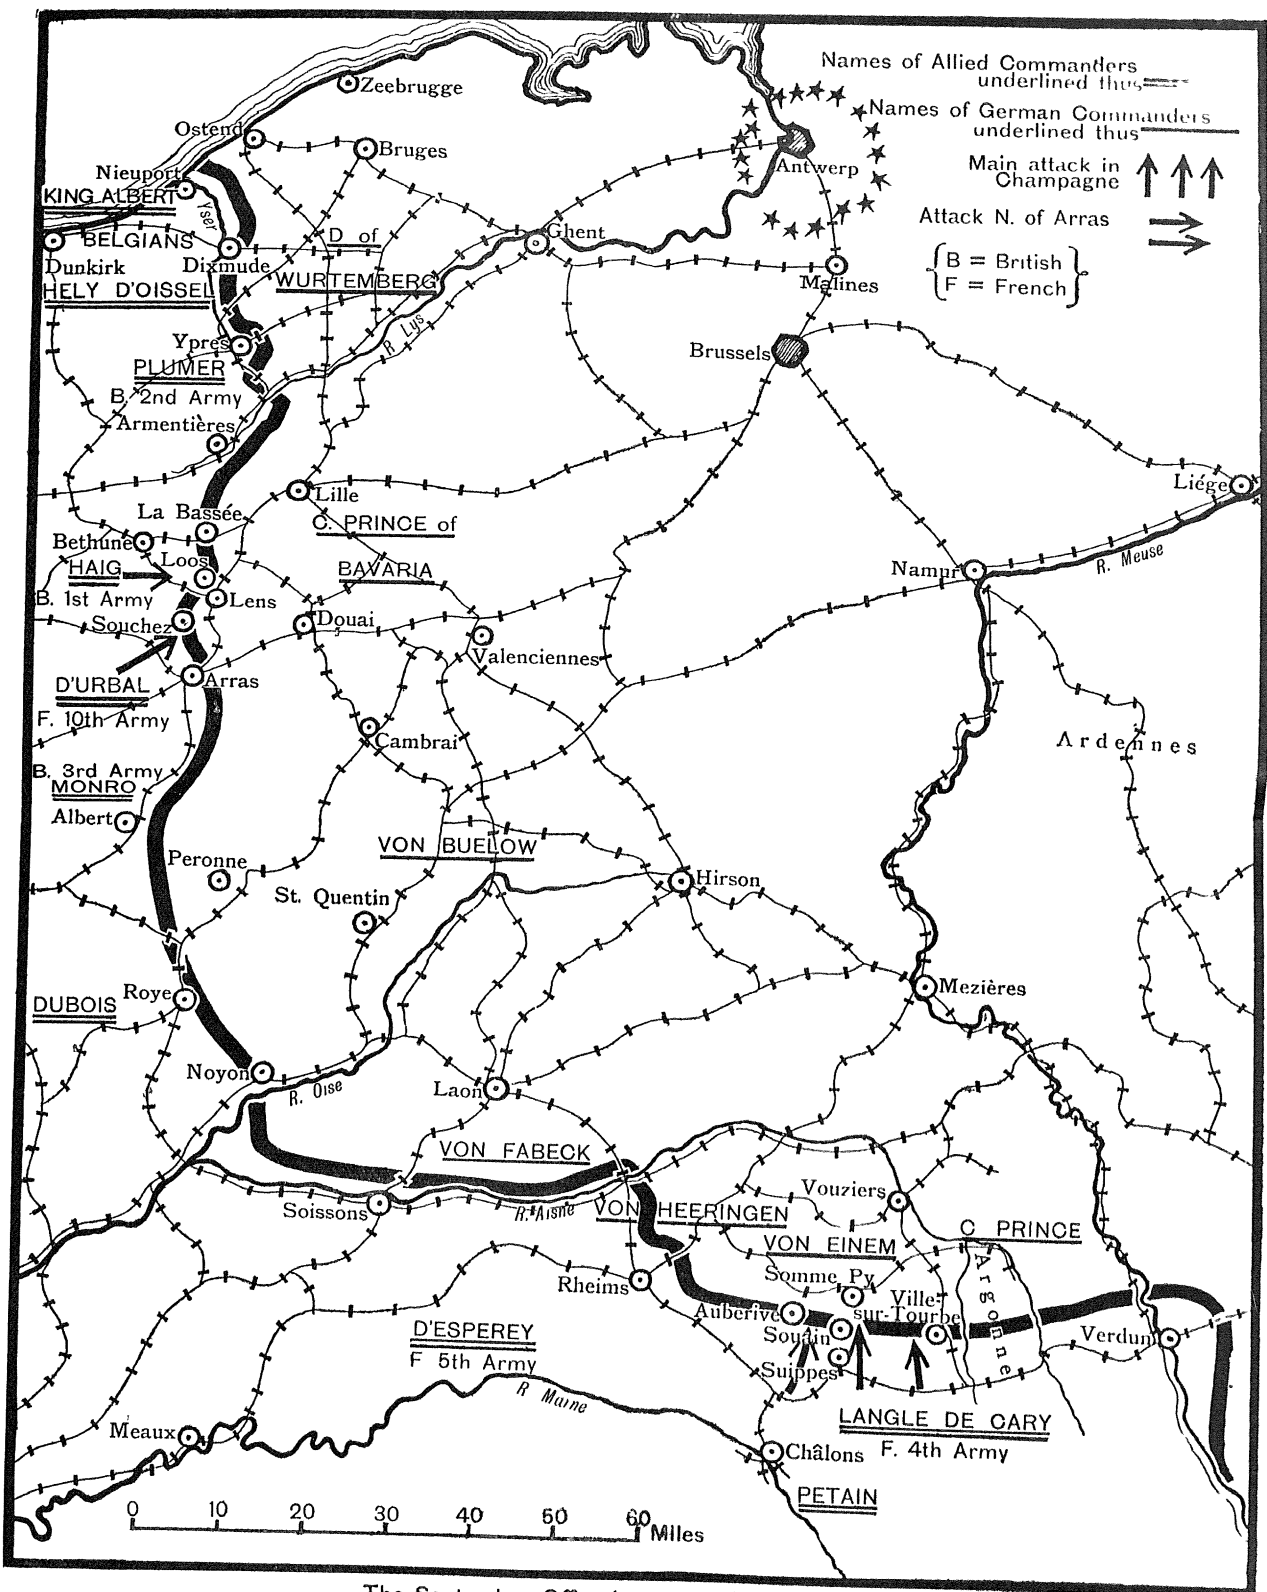 Names of Allied Commanders
underlined thus
Names of German Commanders
underlined thus
Main attack in
Champagne
Attack N. of Arras
B = British
F = French
Zeebrugge
Ostend
Bruges
Nieuport
KING ALBERT
Yser
Antwerp
BELGIANS
D of
Ghent
Dunkirk
Dixmude
WURTEMBERG
Malines
HELY D'OISSEL
R Lys
Ypres
Brussels
PLUMER
B. 2nd Army
Armentières
Liége
Lille
La Bassée
C. PRINCE of
Bethune
Loos
BAVARIA
Namur
R. Meuse
HAIG
B. 1st Army
Lens
Souchez
Douai
Valenciennes
D'URBAL
Arras
F. 10th Army
Cambrai
Ardennes
B. 3rd Army
MONRO
Albert
VON BUELOW
Peronne
Hirson
St. Quentin
Roye
DUBOIS
Mezières
Noyon
R. Oise
Laon
VON FABECK
Vouziers
Soissons
R. Aisne
VON HEERINGEN
C PRINCE
VON EINEM
Argonne
Rheims
Somme Py
Auberive
Ville-
sur-Tourbe
Souain
Verdun
Suippes
D'ESPEREY
F 5th Army
R Marne
LANGLE DE CARY
F. 4th Army
Meaux
Châlons
PETAIN
0 10 20 30 40 50 60 Miles